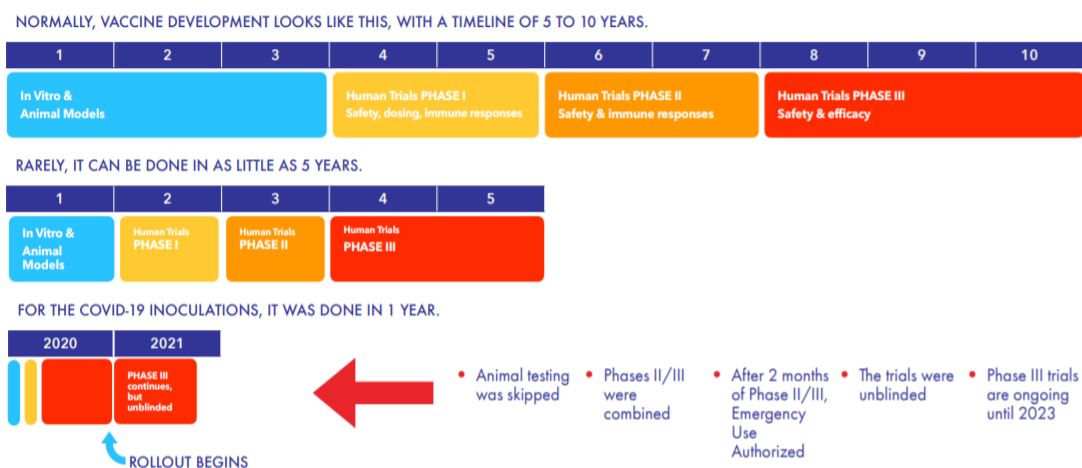 NORMALLY, VACCINE DEVELOPMENT LOOKS LIKE THIS, WITH A TIMELINE OF 5 TO 10 YEARS.
1 2 3 4 5 6 7 8 9 10
In Vitro &
Animal Models
Human Trials PHASE I
Safety, dosing, immune responses
Human Trials PHASE II
Safety & immune responses
Human Trials PHASE III
Safety & efficacy
RARELY, IT CAN BE DONE IN AS LITTLE AS 5 YEARS.
1 2 3 4 5
In Vitro &
Animal
Models
Human Trials
PHASE I
Human Trials
PHASE II
Human Trials
PHASE III
FOR THE COVID-19 INOCULATIONS, IT WAS DONE IN 1 YEAR.
2020 2021
PHASE III
continues,
but
unblinded
ROLLOUT BEGINS
• Animal testing
was skipped
• Phases II/III
were
combined
• After 2 months
of Phase II/III,
Emergency
Use
Authorized
• The trials were
unblinded
• Phase III trials
are ongoing
until 2023